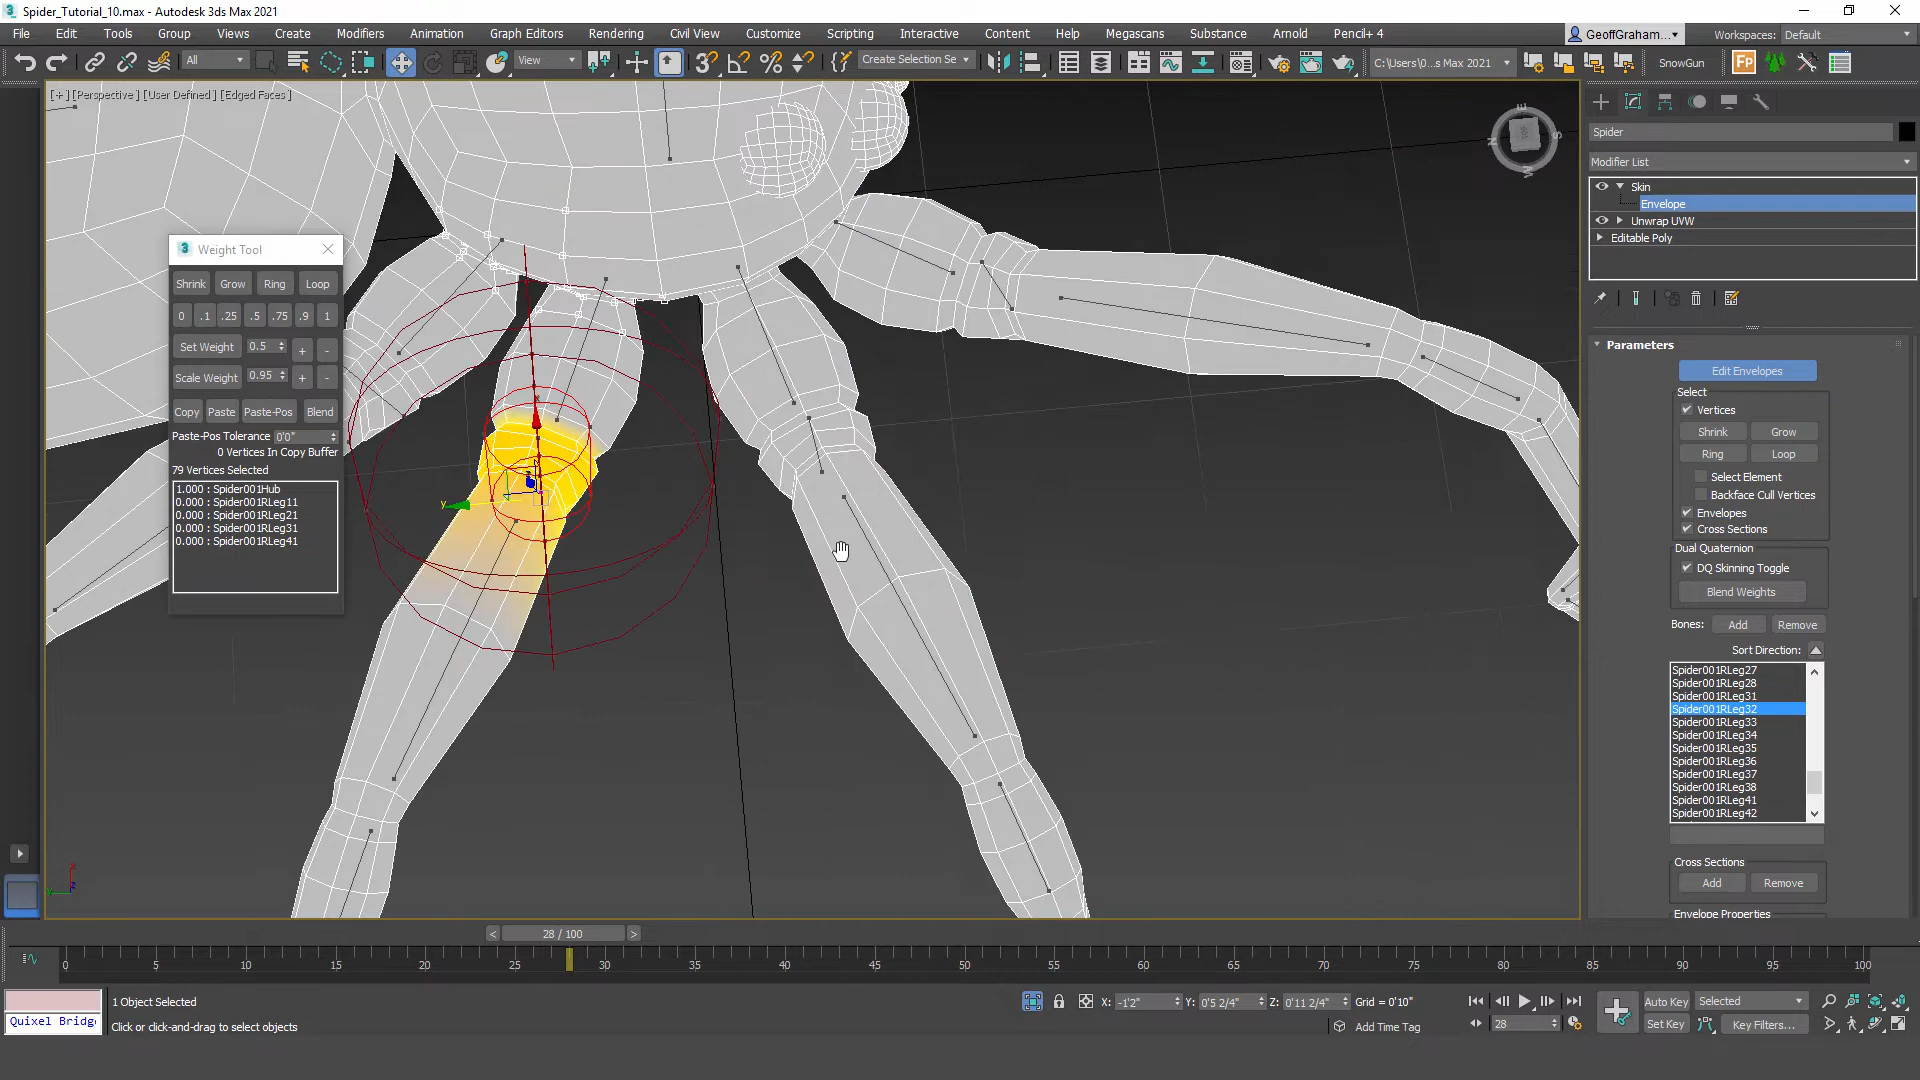 Spider_Tutorial_10.max - Autodesk 3ds Max 2021
File Edit Tools Group Views Create Modifiers Animation Graph Editors Rendering Civil View Customize Scripting Interactive Content Help Megascans Substance Arnold Pencil+ 4
GeoffGraham... Workspaces: Default
All View Create Selection Se C:\Users\0...s Max 2021 SnowGun
[+] [Perspective] [User Defined] [Edged Faces]
Spider
Modifier List
Skin
Envelope
Unwrap UVW
Editable Poly
Weight Tool
Shrink Grow Ring Loop
0 .1 .25 .5 .75 .9 1
Set Weight 0.5 + -
Scale Weight 0.95 + -
Copy Paste Paste-Pos Blend
Paste-Pos Tolerance 0'0"
0 Vertices In Copy Buffer
79 Vertices Selected
1.000 : Spider001Hub
0.000 : Spider001RLeg11
0.000 : Spider001RLeg21
0.000 : Spider001RLeg31
0.000 : Spider001RLeg41
Parameters
Edit Envelopes
Select
Vertices
Shrink Grow
Ring Loop
Select Element
Backface Cull Vertices
Envelopes
Cross Sections
Dual Quaternion
DQ Skinning Toggle
Blend Weights
Bones: Add Remove
Sort Direction:
Spider001RLeg27
Spider001RLeg28
Spider001RLeg31
Spider001RLeg32
Spider001RLeg33
Spider001RLeg34
Spider001RLeg35
Spider001RLeg36
Spider001RLeg37
Spider001RLeg38
Spider001RLeg41
Spider001RLeg42
Cross Sections
Add Remove
Envelope Properties
< 28 / 100 >
0 5 10 15 20 25 30 35 40 45 50 55 60 65 70 75 80 85 90 95 100
1 Object Selected
X: -1'2" Y: 0'5 2/4" Z: 0'11 2/4" Grid = 0'10"
Auto Key Selected
Quixel Bridg
Click or click-and-drag to select objects
Add Time Tag
28
Set Key Key Filters...